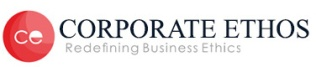 ce CORPORATE ETHOS
Redefining Business Ethics